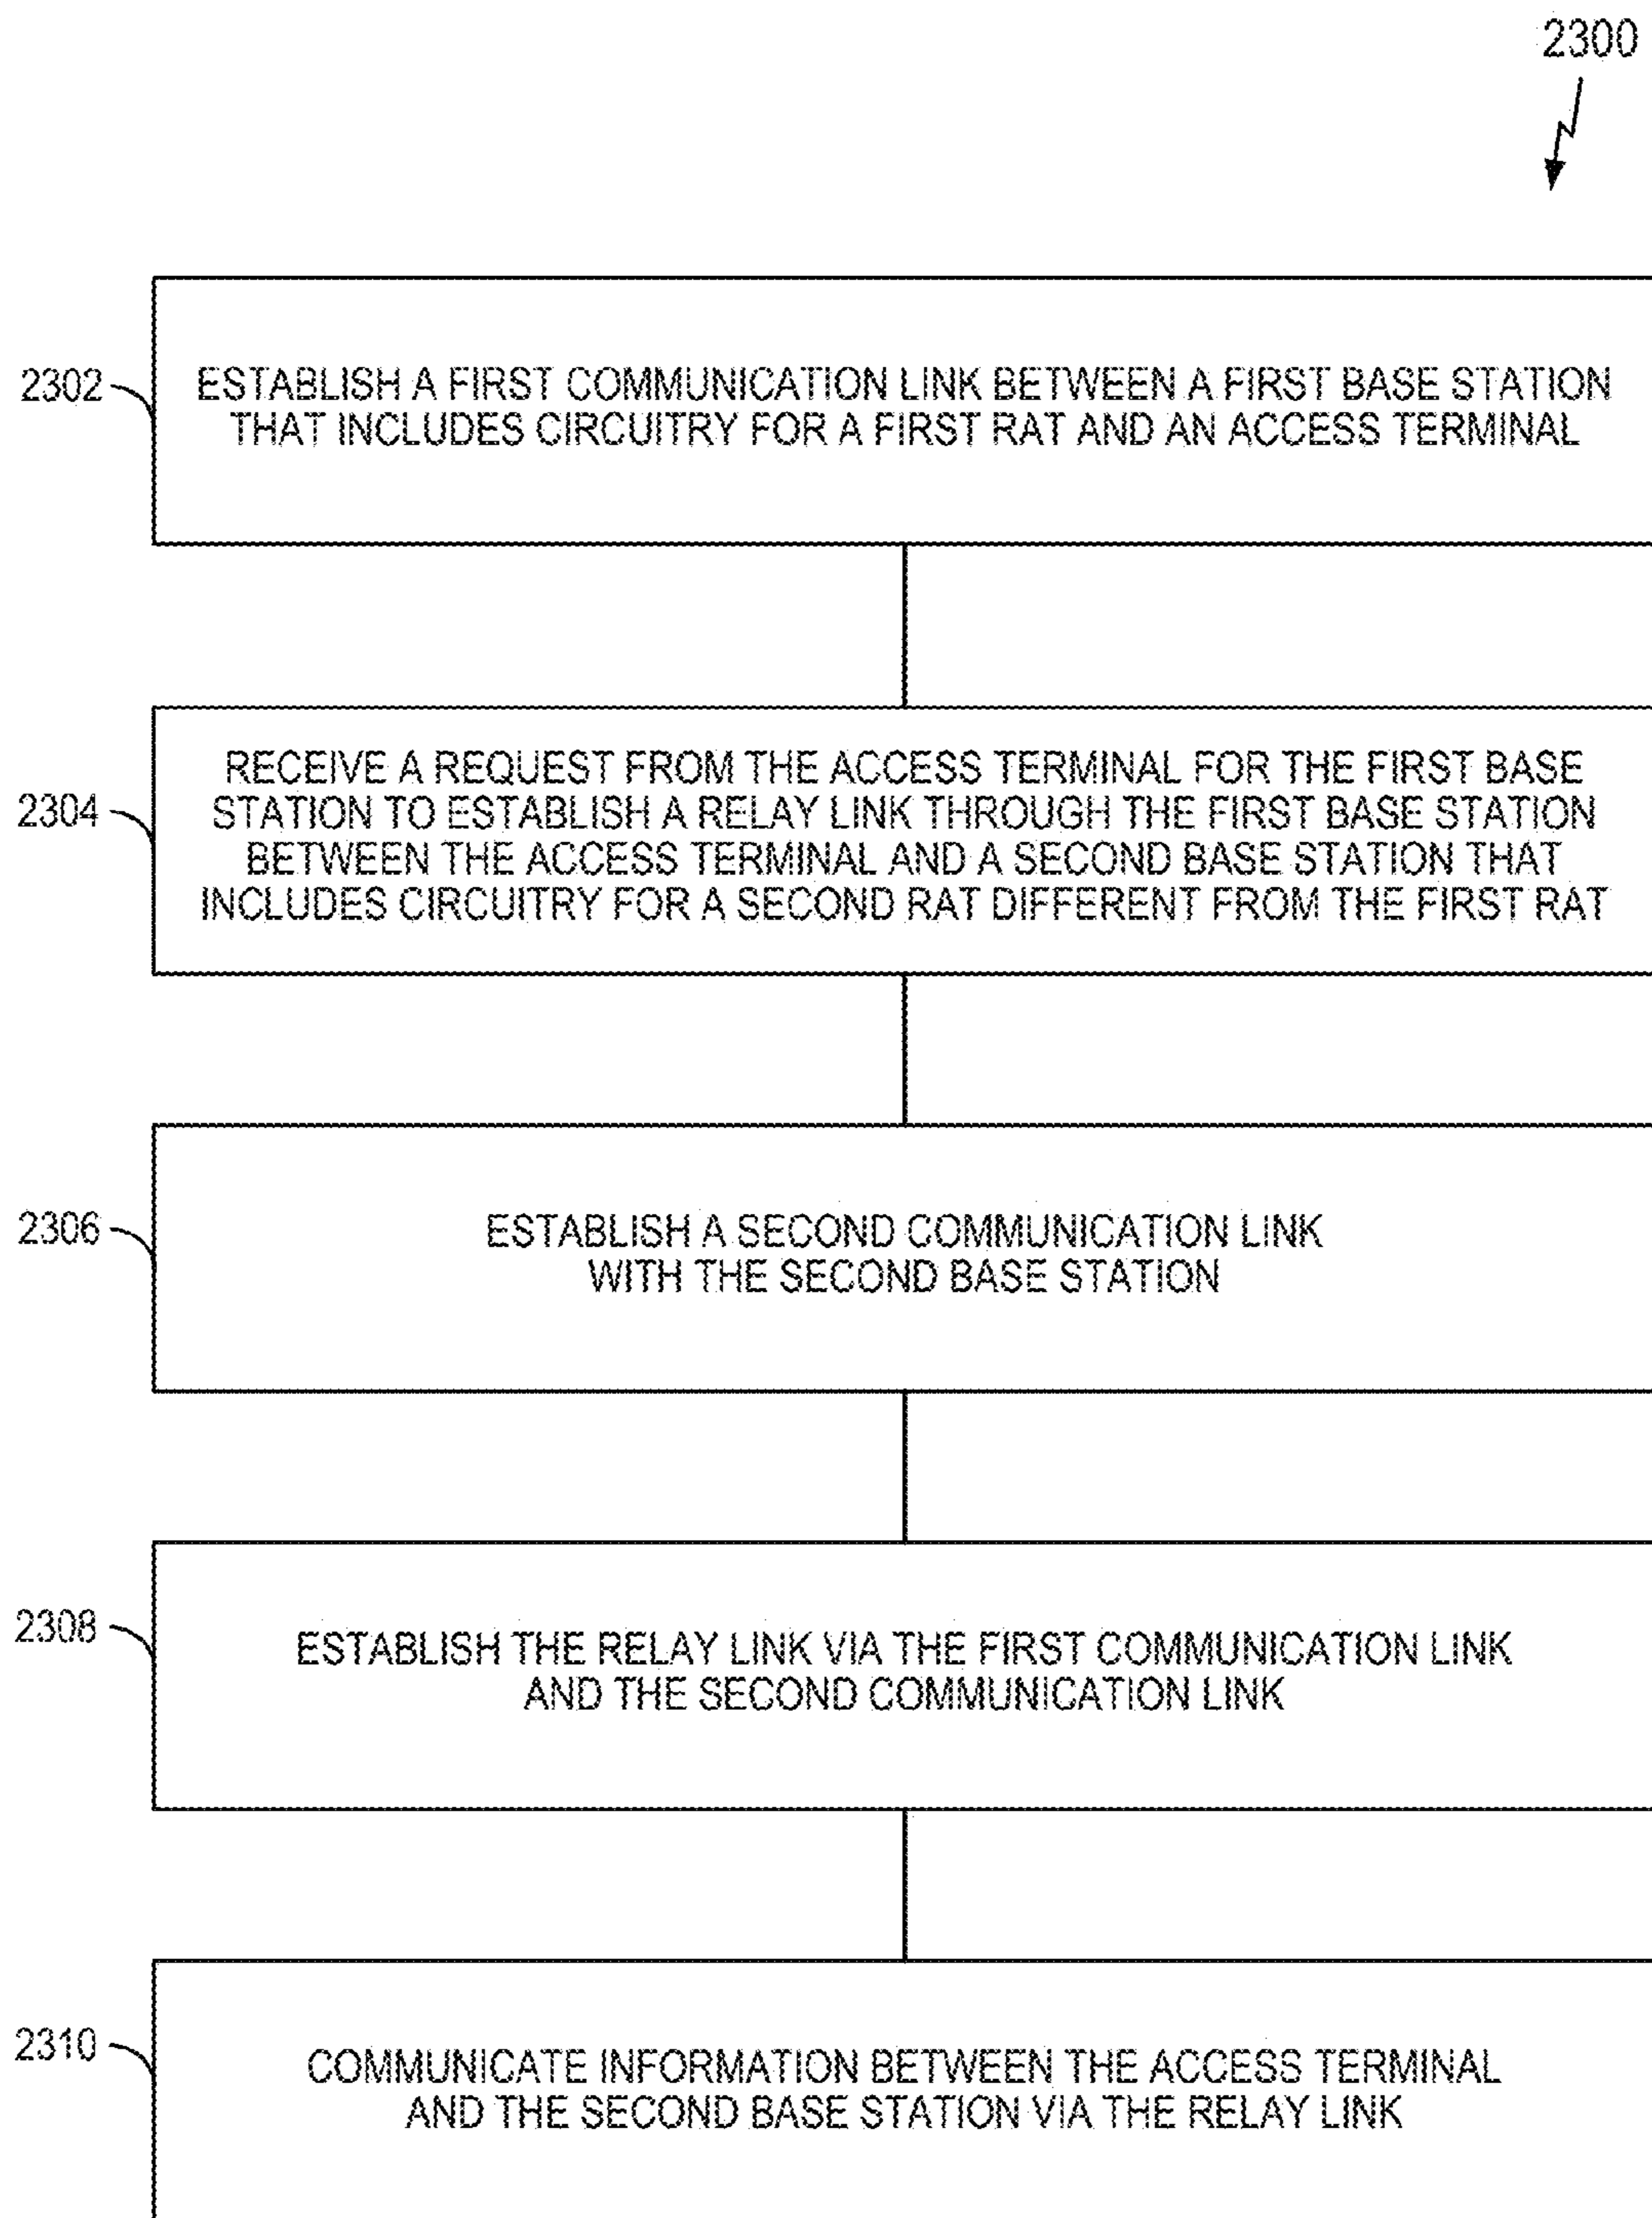 2300
2302
ESTABLISH A FIRST COMMUNICATION LINK BETWEEN A FIRST BASE STATION
THAT INCLUDES CIRCUITRY FOR A FIRST RAT AND AN ACCESS TERMINAL
2304
RECEIVE A REQUEST FROM THE ACCESS TERMINAL FOR THE FIRST BASE
STATION TO ESTABLISH A RELAY LINK THROUGH THE FIRST BASE STATION
BETWEEN THE ACCESS TERMINAL AND A SECOND BASE STATION THAT
INCLUDES CIRCUITRY FOR A SECOND RAT DIFFERENT FROM THE FIRST RAT
2306
ESTABLISH A SECOND COMMUNICATION LINK
WITH THE SECOND BASE STATION
2308
ESTABLISH THE RELAY LINK VIA THE FIRST COMMUNICATION LINK
AND THE SECOND COMMUNICATION LINK
2310
COMMUNICATE INFORMATION BETWEEN THE ACCESS TERMINAL
AND THE SECOND BASE STATION VIA THE RELAY LINK